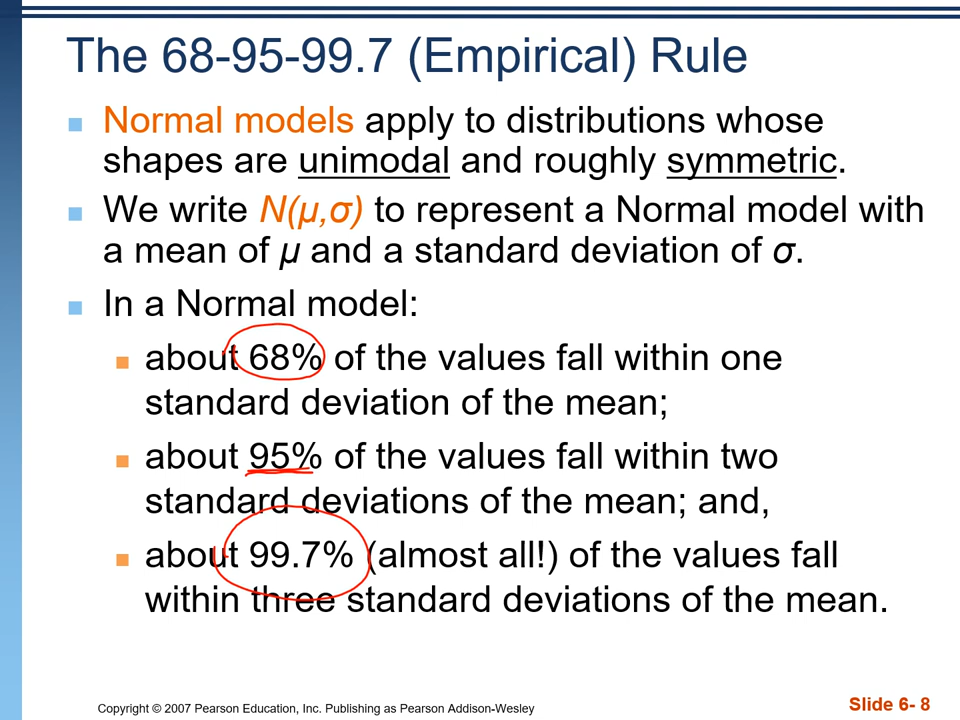 The 68-95-99.7 (Empirical) Rule
Normal models apply to distributions whose
shapes are unimodal and roughly symmetric.
We write N(μ,σ) to represent a Normal model with
a mean of μ and a standard deviation of σ.
In a Normal model:
about 68% of the values fall within one
standard deviation of the mean;
about 95% of the values fall within two
standard deviations of the mean; and,
about 99.7% (almost all!) of the values fall
within three standard deviations of the mean.
Copyright © 2007 Pearson Education, Inc. Publishing as Pearson Addison-Wesley
Slide 6- 8